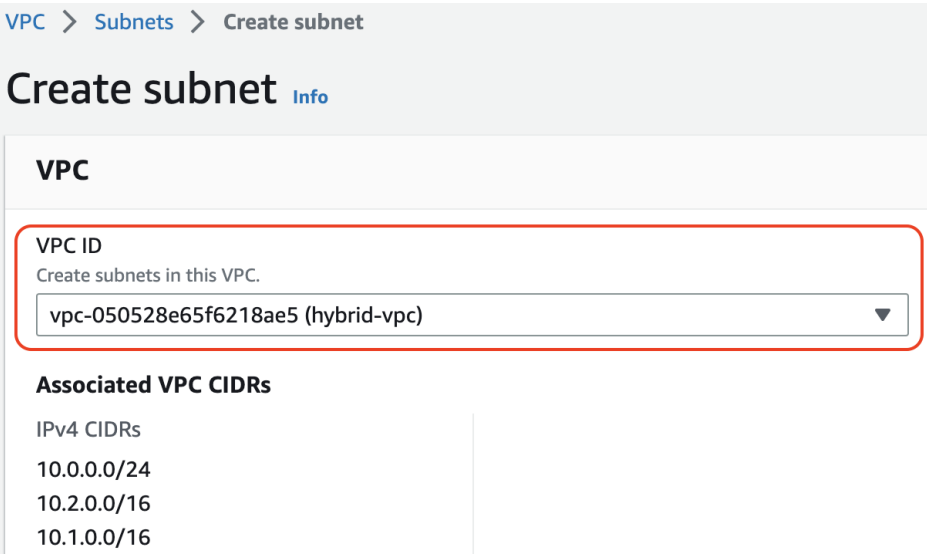 VPC > Subnets > Create subnet
Create subnet Info
VPC
VPC ID
Create subnets in this VPC.
vpc-050528e65f6218ae5 (hybrid-vpc)
Associated VPC CIDRs
IPv4 CIDRs
10.0.0.0/24
10.2.0.0/16
10.1.0.0/16